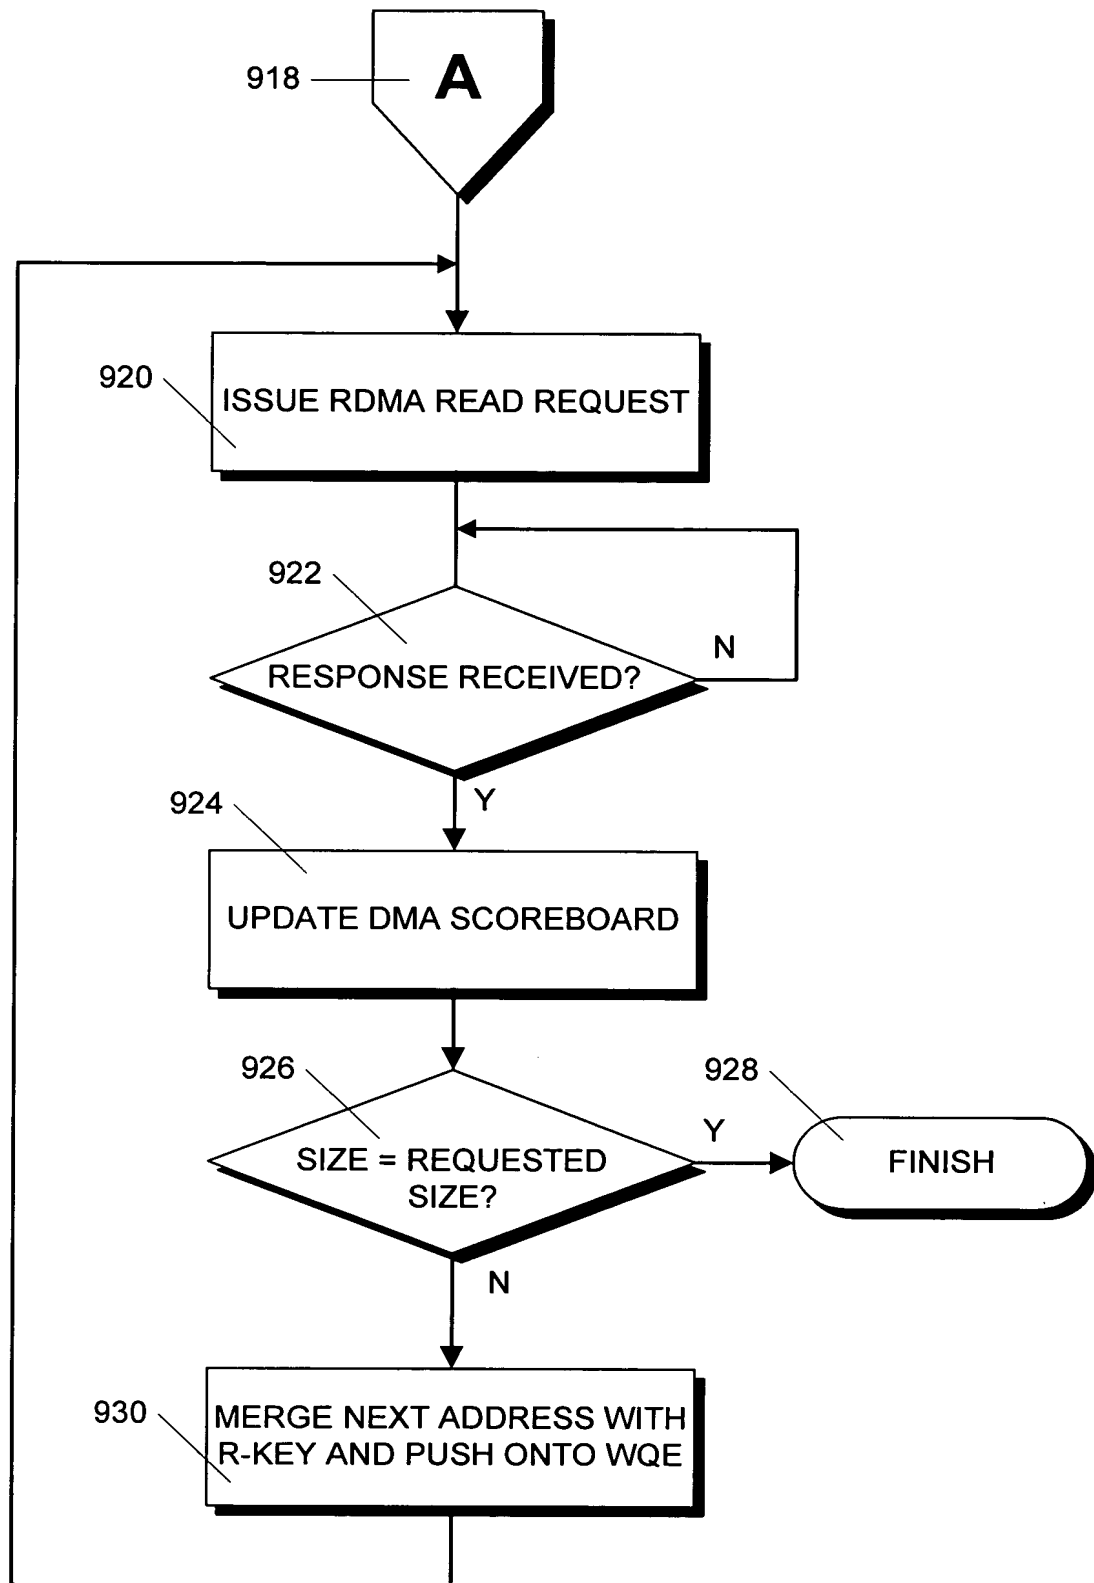 918
A
920
ISSUE RDMA READ REQUEST
922
RESPONSE RECEIVED?
N
Y
924
UPDATE DMA SCOREBOARD
926
SIZE = REQUESTED
SIZE?
Y
928
FINISH
N
930
MERGE NEXT ADDRESS WITH
R-KEY AND PUSH ONTO WQE